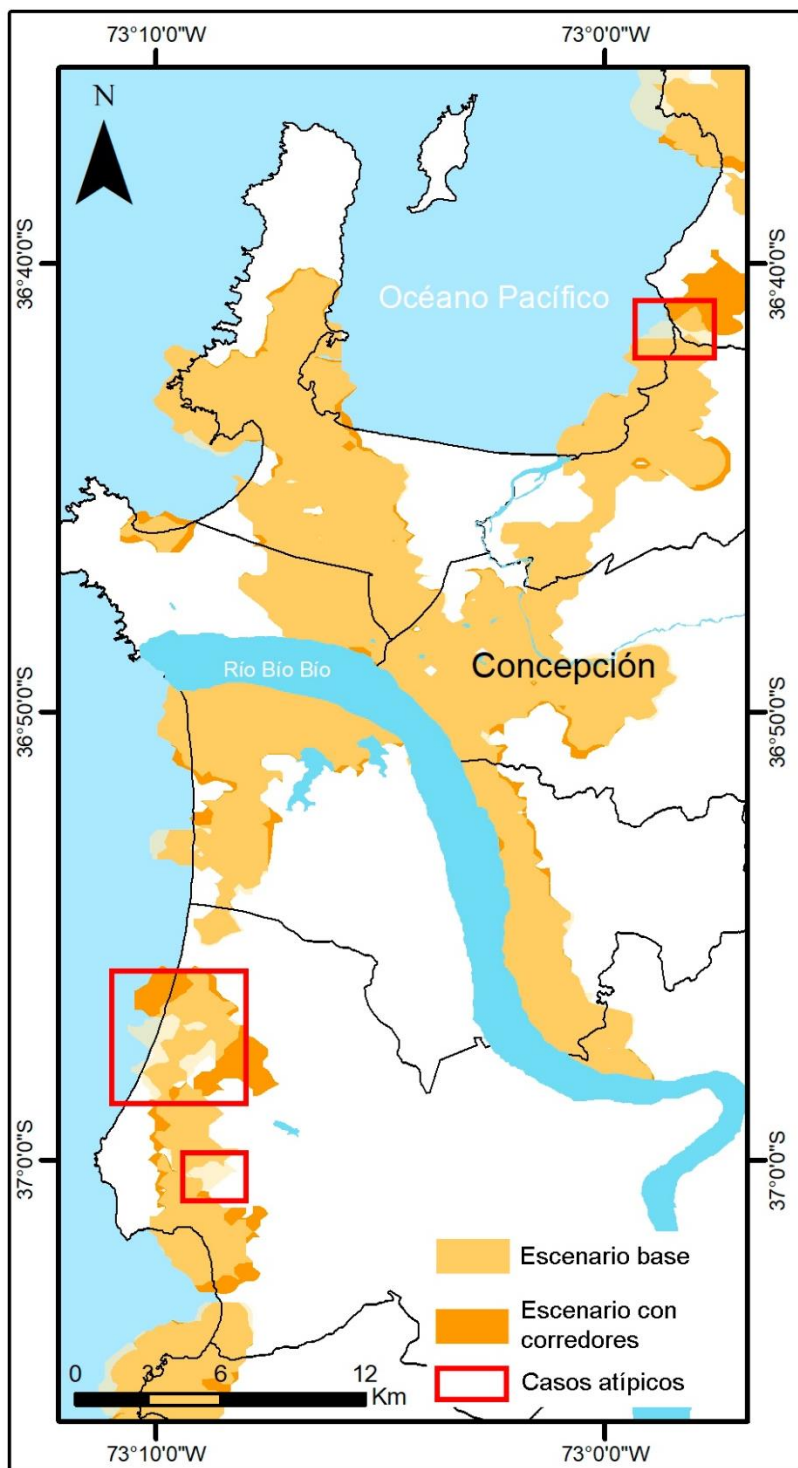 73°10'0"W
73°0'0"W
N
36°40'0"S
36°40'0"S
Océano Pacífico
Río Bío Bío
Concepción
36°50'0"S
36°50'0"S
37°0'0"S
37°0'0"S
Escenario base
Escenario con
corredores
Casos atípicos
0 3 6 12
Km
73°10'0"W
73°0'0"W